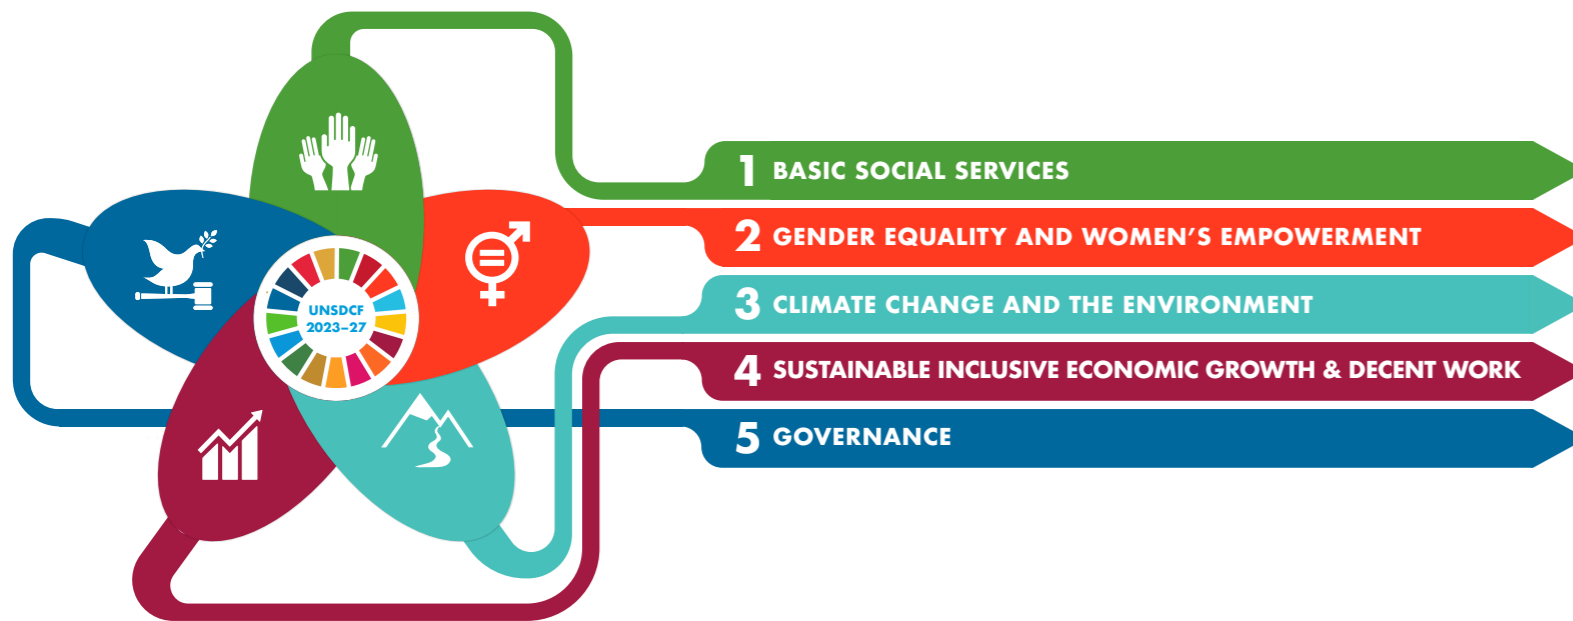 UNSDCF
2023–27
1 BASIC SOCIAL SERVICES
2 GENDER EQUALITY AND WOMEN’S EMPOWERMENT
3 CLIMATE CHANGE AND THE ENVIRONMENT
4 SUSTAINABLE INCLUSIVE ECONOMIC GROWTH & DECENT WORK
5 GOVERNANCE